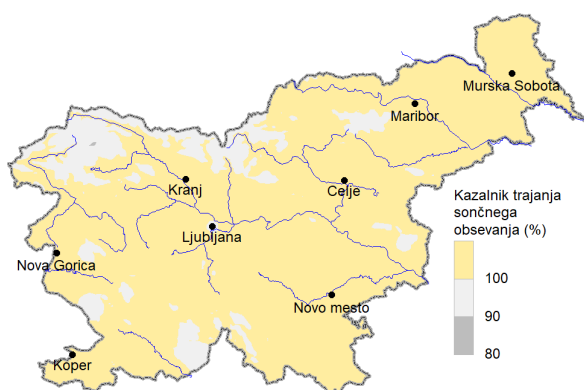 Murska Sobota
Maribor
Kranj
Celje
Ljubljana
Nova Gorica
Novo mesto
Koper
Kazalnik trajanja
sončnega
obsevanja (%)
100
90
80